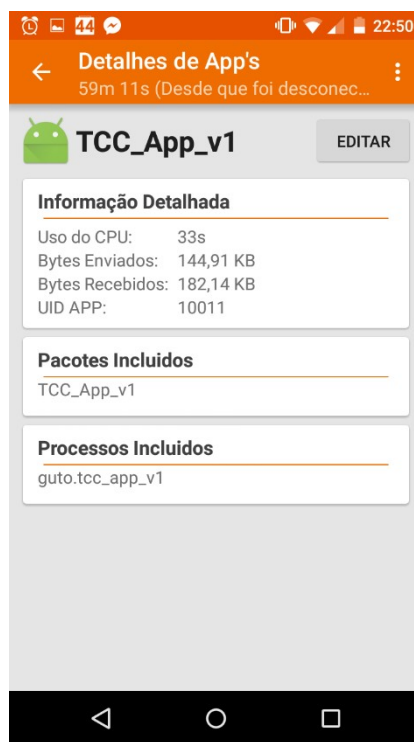 44 22:50
Detalhes de App's
59m 11s (Desde que foi desconec...
TCC_App_v1 EDITAR
Informação Detalhada
Uso do CPU: 33s
Bytes Enviados: 144,91 KB
Bytes Recebidos: 182,14 KB
UID APP: 10011
Pacotes Incluidos
TCC_App_v1
Processos Incluidos
guto.tcc_app_v1